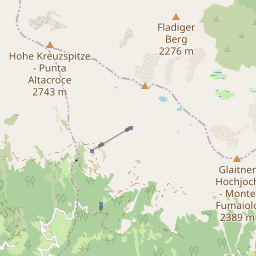 Fladiger
Berg
2276 m
Hohe Kreuzspitze
- Punta
Altacroce
2743 m
Glaitner
Hochjoch
- Monte
Fumaiolo
2389 m